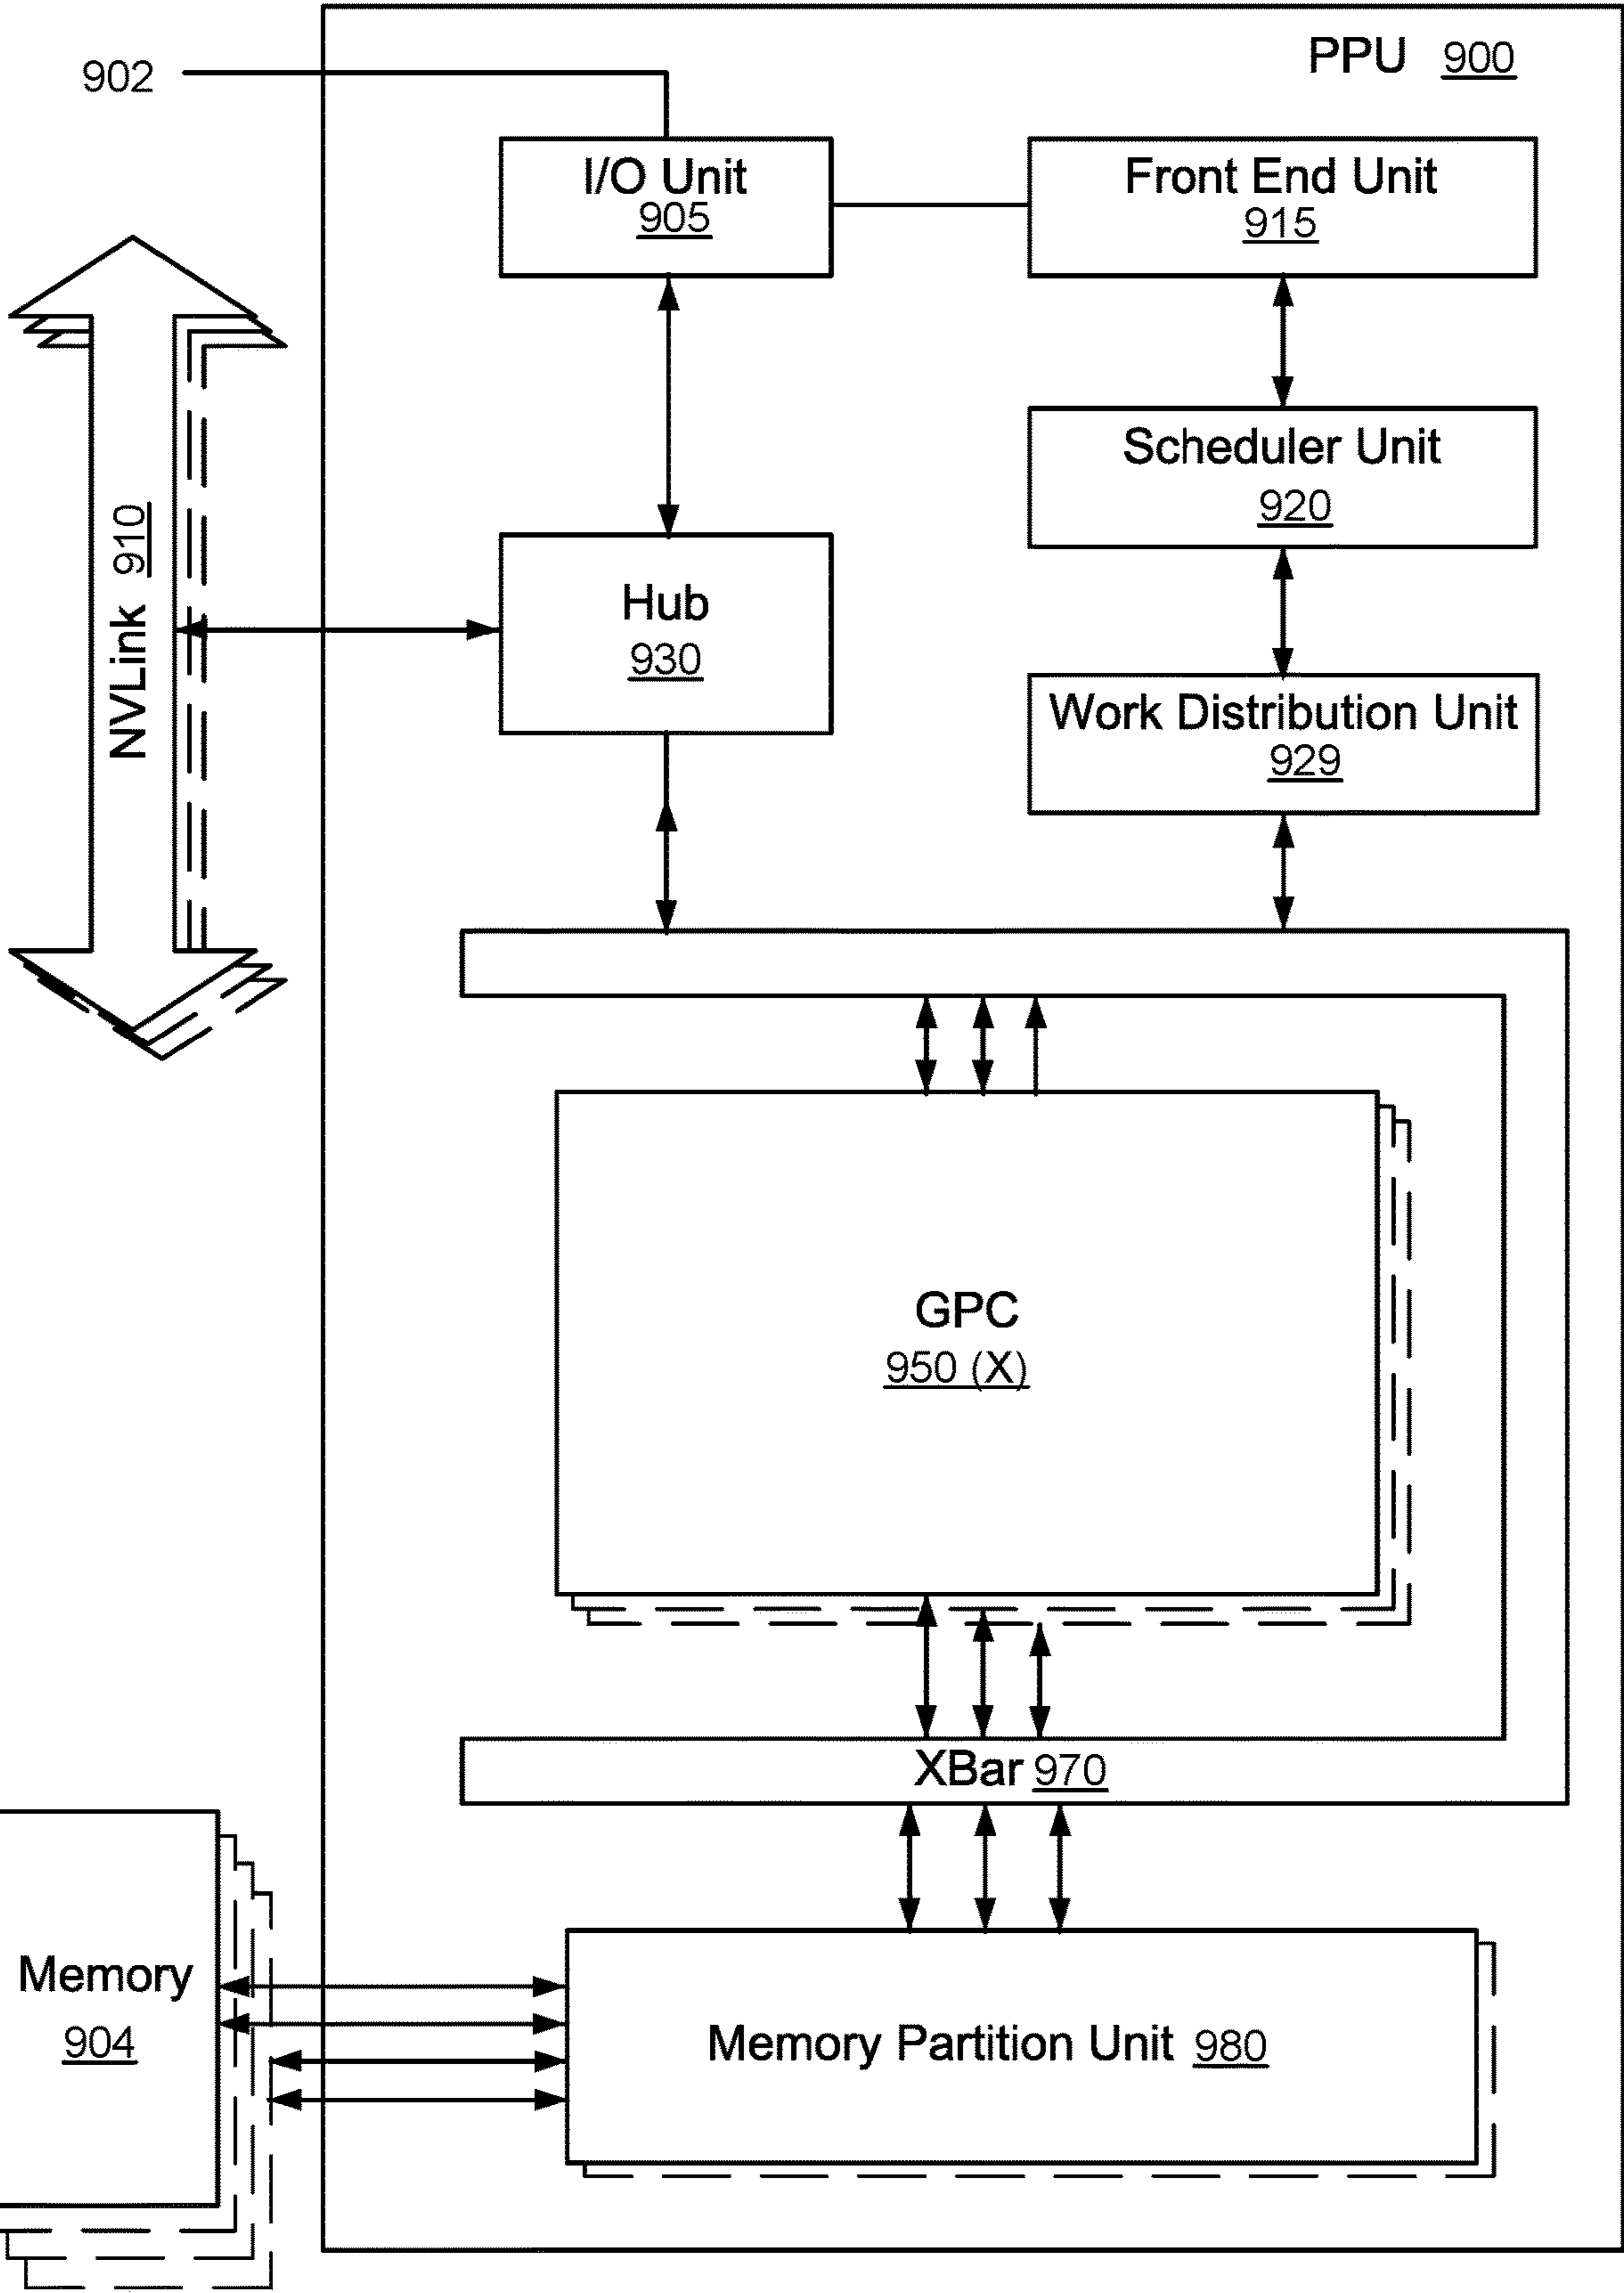 PPU 900
902
I/O Unit
905
Front End Unit
915
Scheduler Unit
920
NVLink 910
Hub
930
Work Distribution Unit
929
GPC
950 (X)
XBar 970
Memory
904
Memory Partition Unit 980